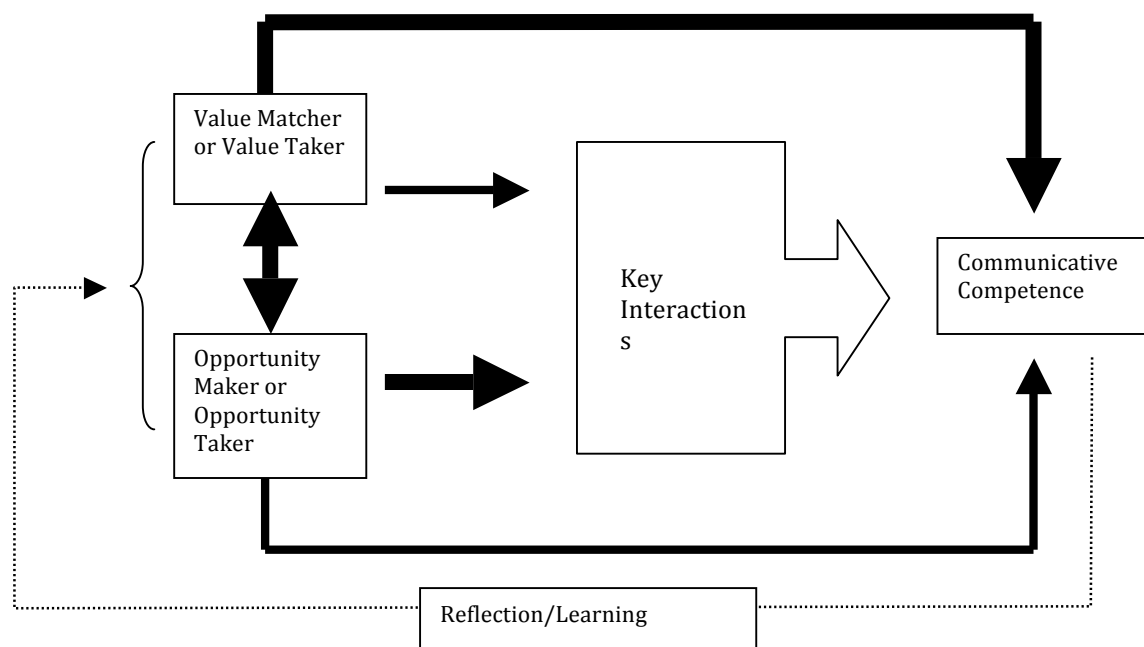 Value Matcher
or Value Taker
Opportunity
Maker or
Opportunity
Taker
Key
Interaction
s
Communicative
Competence
Reflection/Learning